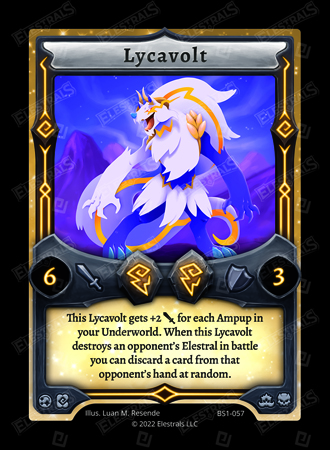 Lycavolt
6
3
This Lycavolt gets +2 for each Ampup in
your Underworld. When this Lycavolt
destroys an opponent's Elestral in battle
you can discard a card from that
opponent's hand at random.
Illus. Luan M. Resende
BS1-057
© 2022 Elestrals LLC
ELESTRALS